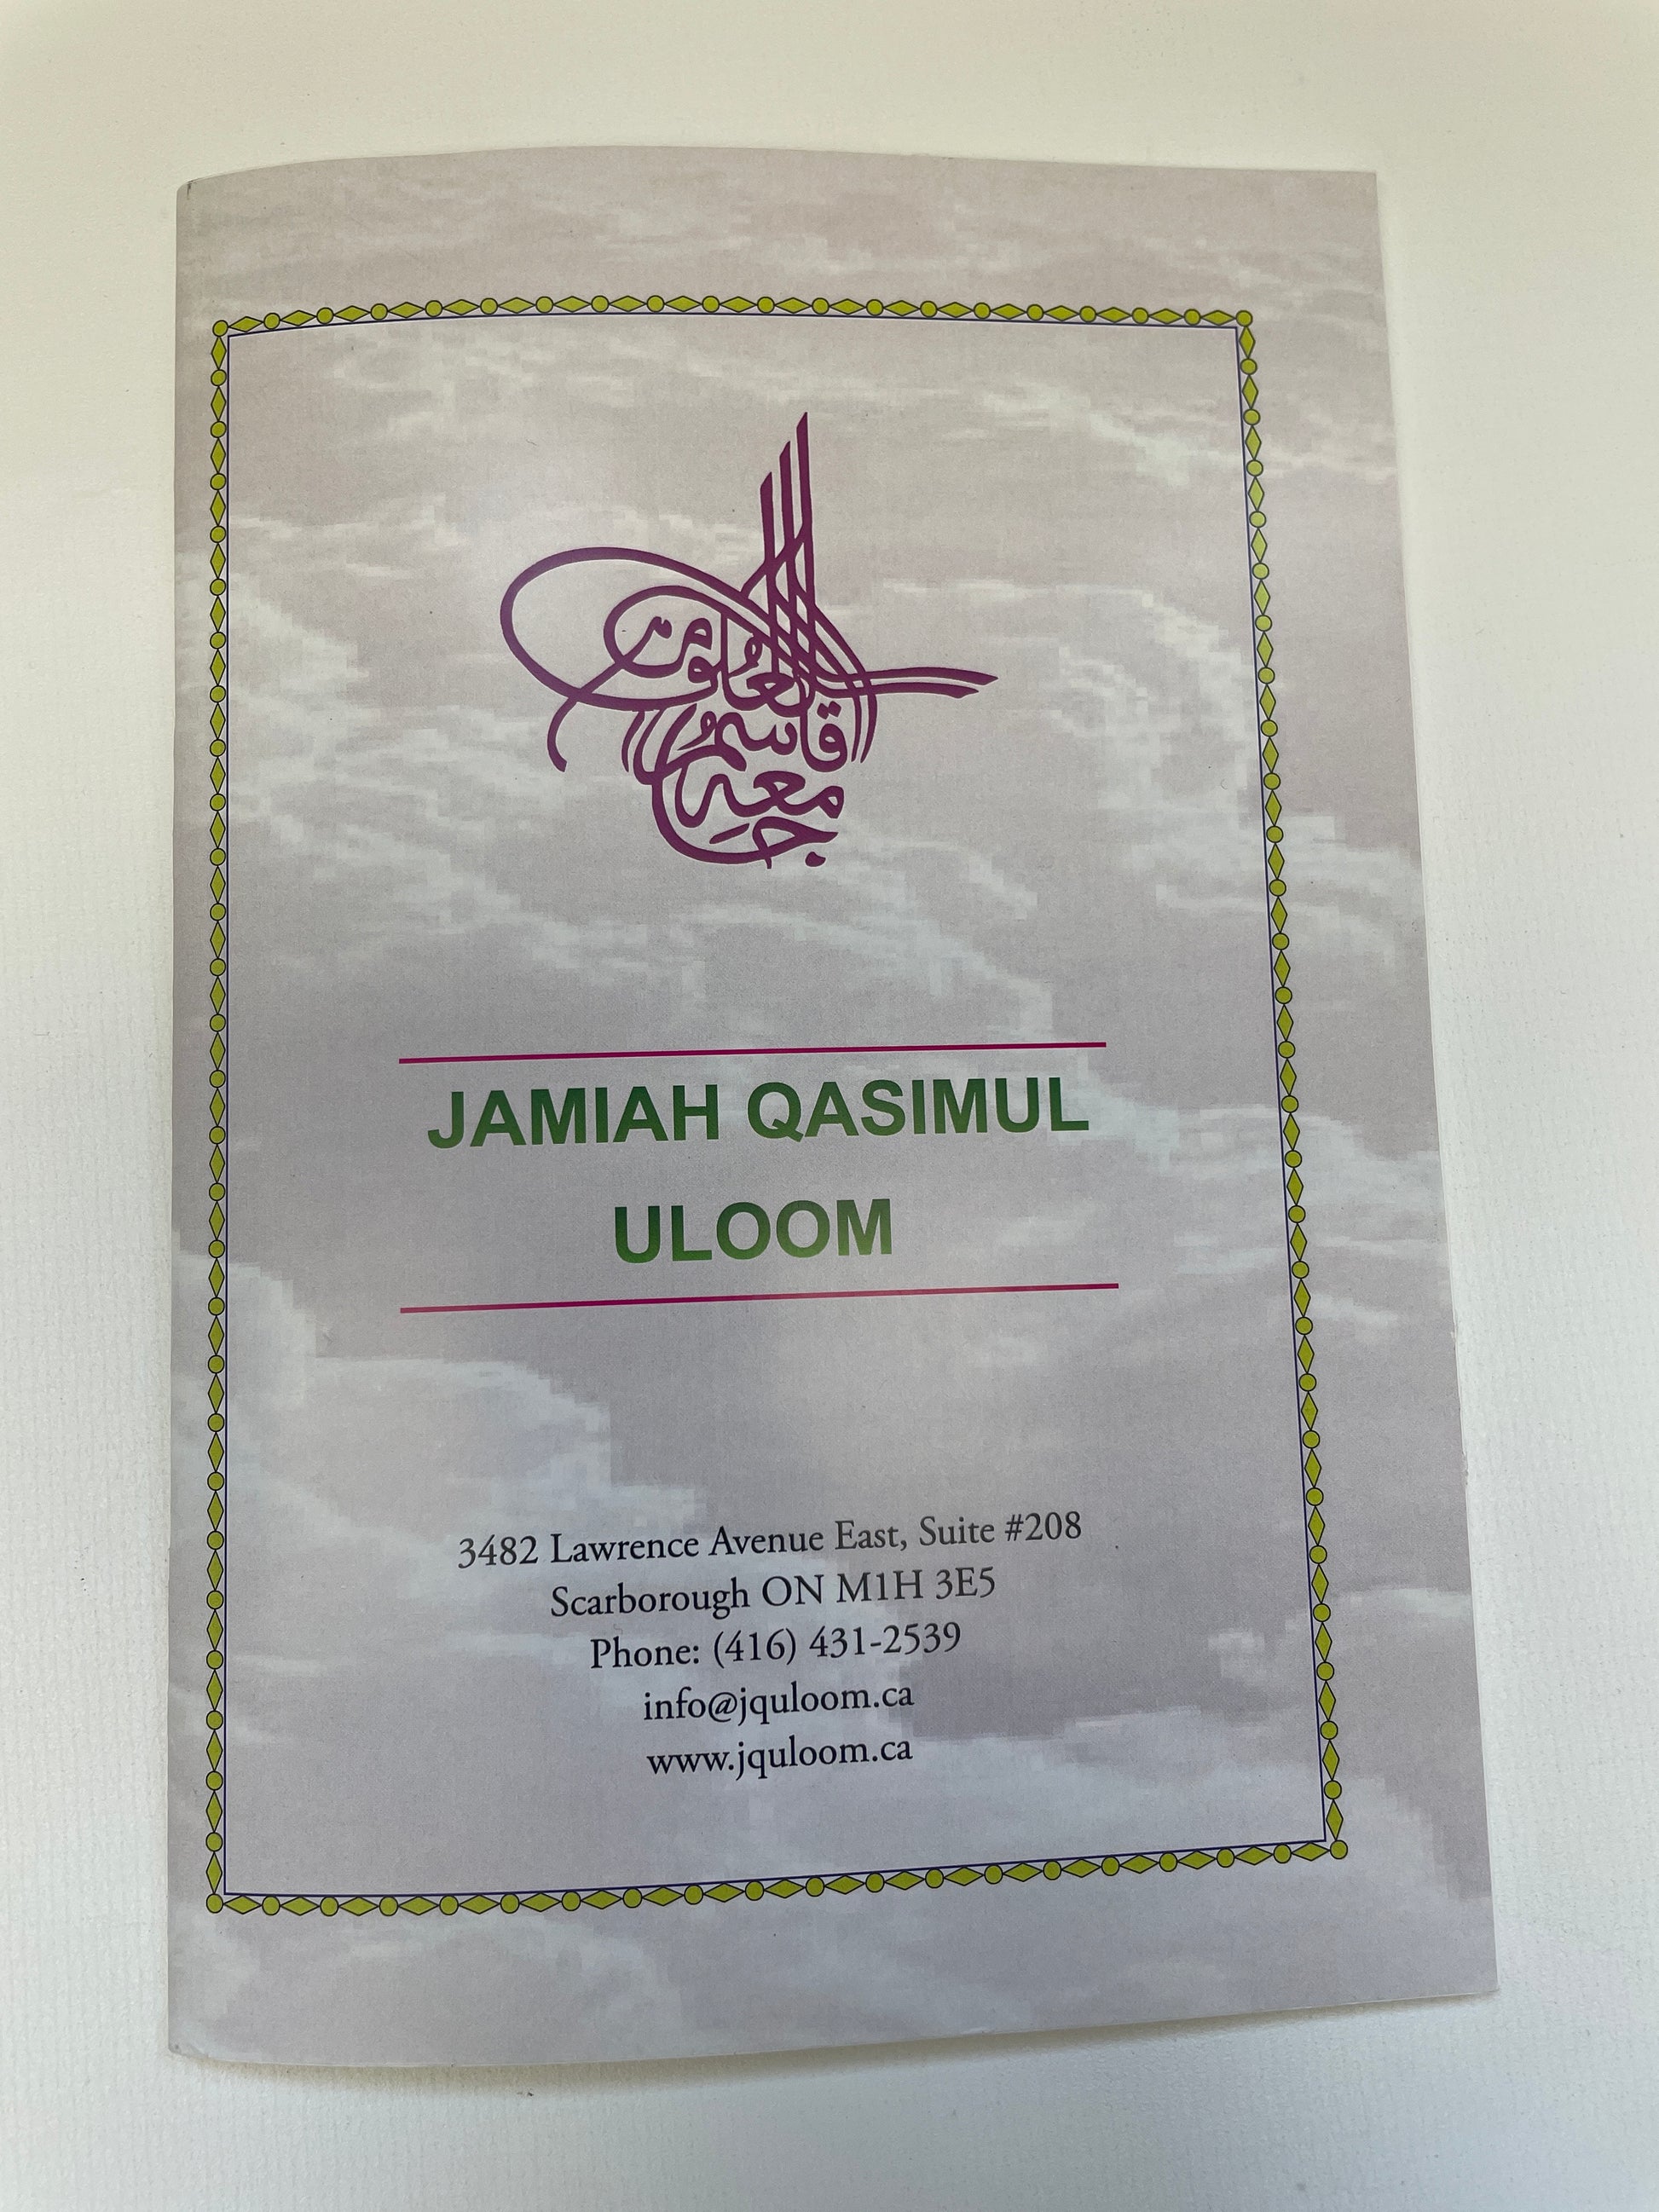 جامعه
قاسم
العلوم
JAMIAH QASIMUL
ULOOM
3482 Lawrence Avenue East, Suite #208
Scarborough ON M1H 3E5
Phone: (416) 431-2539
info@jquloom.ca
www.jquloom.ca